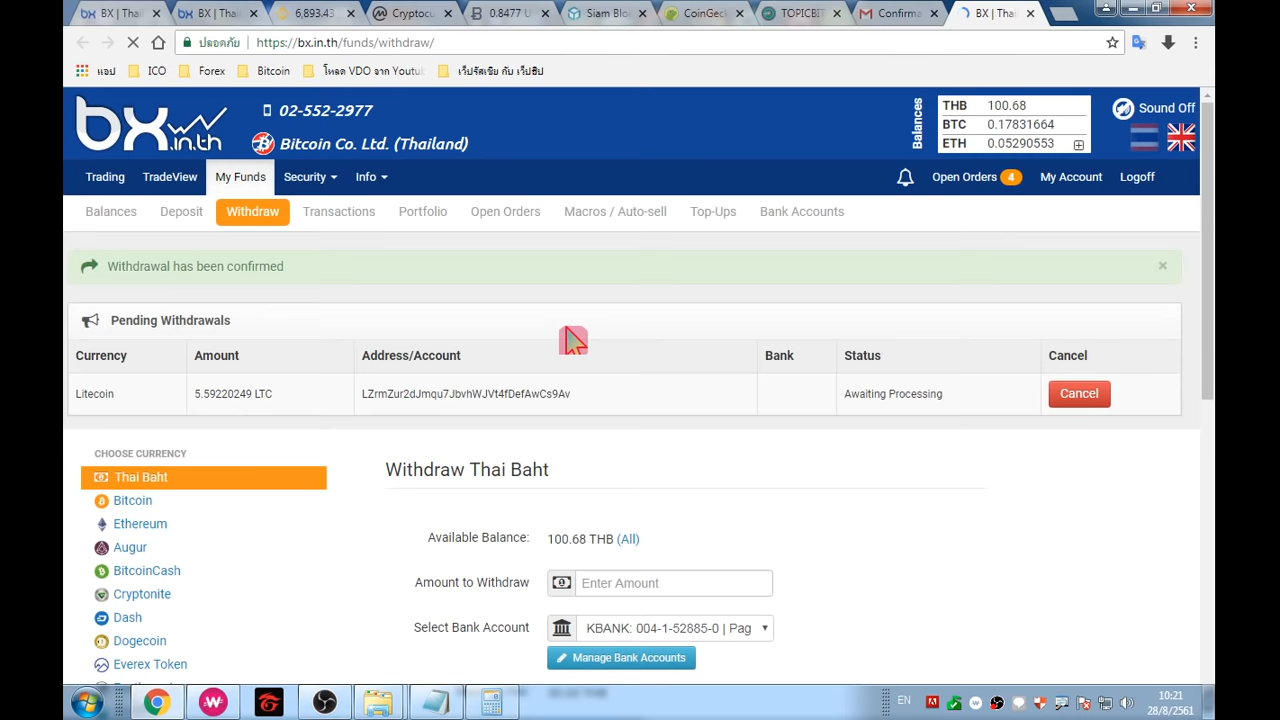 BX | Thai
BX | Thail
6,893.43
Cryptocu
0.8477 U
Siam Blo
CoinGeck
TOPICBIT
Confirma
BX | Thai
ปลอดภัย
https://bx.in.th/funds/withdraw/
แอป
ICO
Forex
Bitcoin
โหลด VDO จาก Youtu
เว็ปรัสเซีย กับ เว็ปซิป
bx.in.th
02-552-2977
Bitcoin Co. Ltd. (Thailand)
Balances
THB 100.68
BTC 0.17831664
ETH 0.05290553
Sound Off
Trading TradeView My Funds Security Info
Open Orders 4 My Account Logoff
Balances Deposit Withdraw Transactions Portfolio Open Orders Macros / Auto-sell Top-Ups Bank Accounts
Withdrawal has been confirmed ×
Pending Withdrawals
Currency Amount Address/Account Bank Status Cancel
Litecoin 5.59220249 LTC LZrmZur2dJmqu7JbvhWJVt4fDefAwCs9Av Awaiting Processing Cancel
CHOOSE CURRENCY
Thai Baht
Bitcoin
Ethereum
Augur
BitcoinCash
Cryptonite
Dash
Dogecoin
Everex Token
Withdraw Thai Baht
Available Balance: 100.68 THB (All)
Amount to Withdraw Enter Amount
Select Bank Account KBANK: 004-1-52885-0 | Pag
Manage Bank Accounts
EN
10:21
28/8/2561